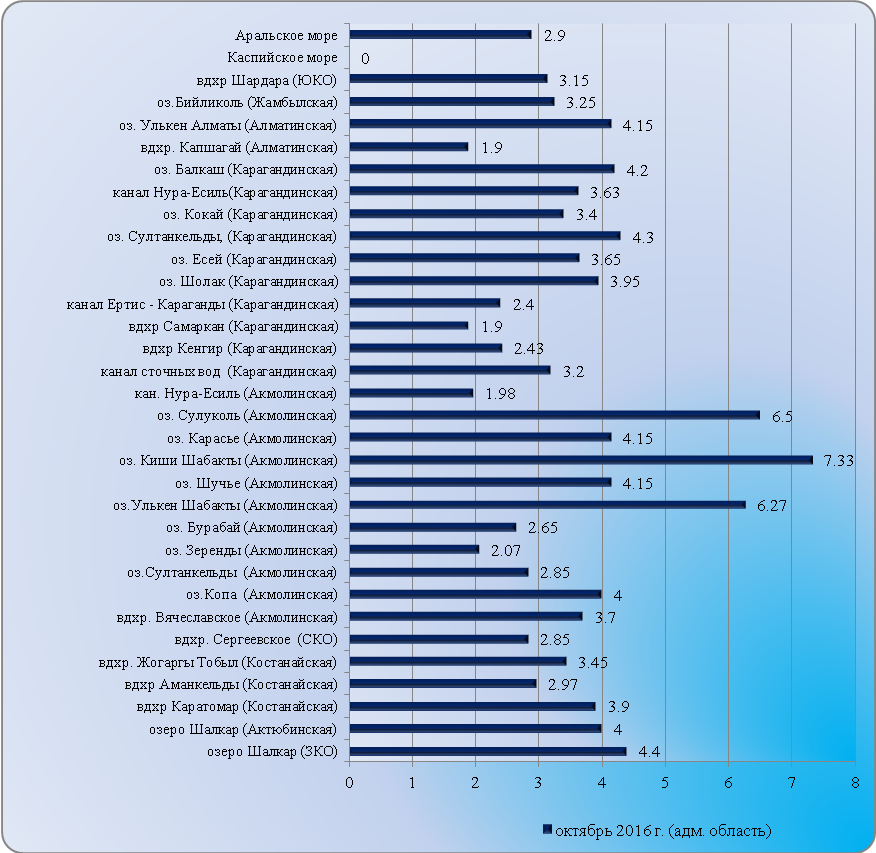 Аральское море 2.9
Каспийское море 0
вдхр Шардара (ЮКО) 3.15
оз.Бийликоль (Жамбылская) 3.25
оз. Улькен Алматы (Алматинская) 4.15
вдхр. Капшагай (Алматинская) 1.9
оз. Балкаш (Карагандинская) 4.2
канал Нура-Есиль(Карагандинская) 3.63
оз. Кокай (Карагандинская) 3.4
оз. Султанкельды, (Карагандинская) 4.3
оз. Есей (Карагандинская) 3.65
оз. Шолак (Карагандинская) 3.95
канал Ертис - Караганды (Карагандинская) 2.4
вдхр Самаркан (Карагандинская) 1.9
вдхр Кенгир (Карагандинская) 2.43
канал сточных вод (Карагандинская) 3.2
кан. Нура-Есиль (Акмолинская) 1.98
оз. Сулуколь (Акмолинская) 6.5
оз. Карасье (Акмолинская) 4.15
оз. Киши Шабакты (Акмолинская) 7.33
оз. Шучье (Акмолинская) 4.15
оз.Улькен Шабакты (Акмолинская) 6.27
оз. Бурабай (Акмолинская) 2.65
оз. Зеренды (Акмолинская) 2.07
оз.Султанкельды (Акмолинская) 2.85
оз.Копа (Акмолинская) 4
вдхр. Вячеславское (Акмолинская) 3.7
вдхр. Сергеевское (СКО) 2.85
вдхр. Жогаргы Тобыл (Костанайская) 3.45
вдхр Аманкельды (Костанайская) 2.97
вдхр Каратомар (Костанайская) 3.9
озеро Шалкар (Актюбинская) 4
озеро Шалкар (ЗКО) 4.4
0 1 2 3 4 5 6 7 8
октябрь 2016 г. (адм. область)